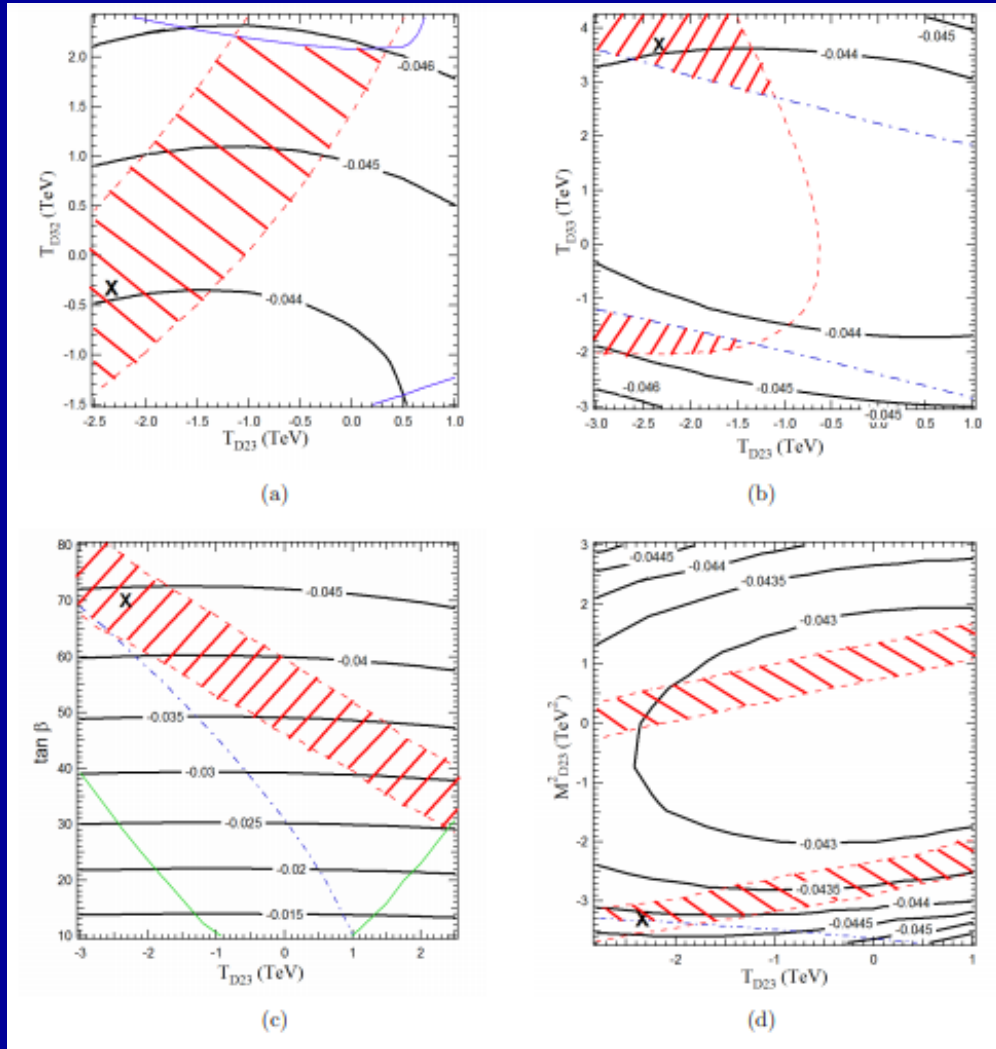 2.0
1.5
1.0
0.5
0.0
-0.5
-1.0
-1.5
T_D32 (TeV)
-0.046
-0.045
-0.044
X
-2.5 -2.0 -1.5 -1.0 -0.5 0.0 0.5 1.0
T_D23 (TeV)
(a)
4
3
2
1
0
-1
-2
-3
T_D33 (TeV)
X
-0.045
-0.044
-0.044
-0.045
-0.046
-0.045
-3.0 -2.5 -2.0 -1.5 -1.0 -0.5 0.0 0.5 1.0
T_D23 (TeV)
(b)
80
70
60
50
40
30
20
10
tan β
X
-0.045
-0.04
-0.035
-0.03
-0.025
-0.02
-0.015
-3 -2 -1 0 1 2
T_D23 (TeV)
(c)
3
2
1
0
-1
-2
-3
M²_D23 (TeV²)
-0.0445
-0.044
-0.0435
-0.043
-0.043
-0.0435
-0.044
-0.0445
-0.045
X
-2 -1 0 1
T_D23 (TeV)
(d)